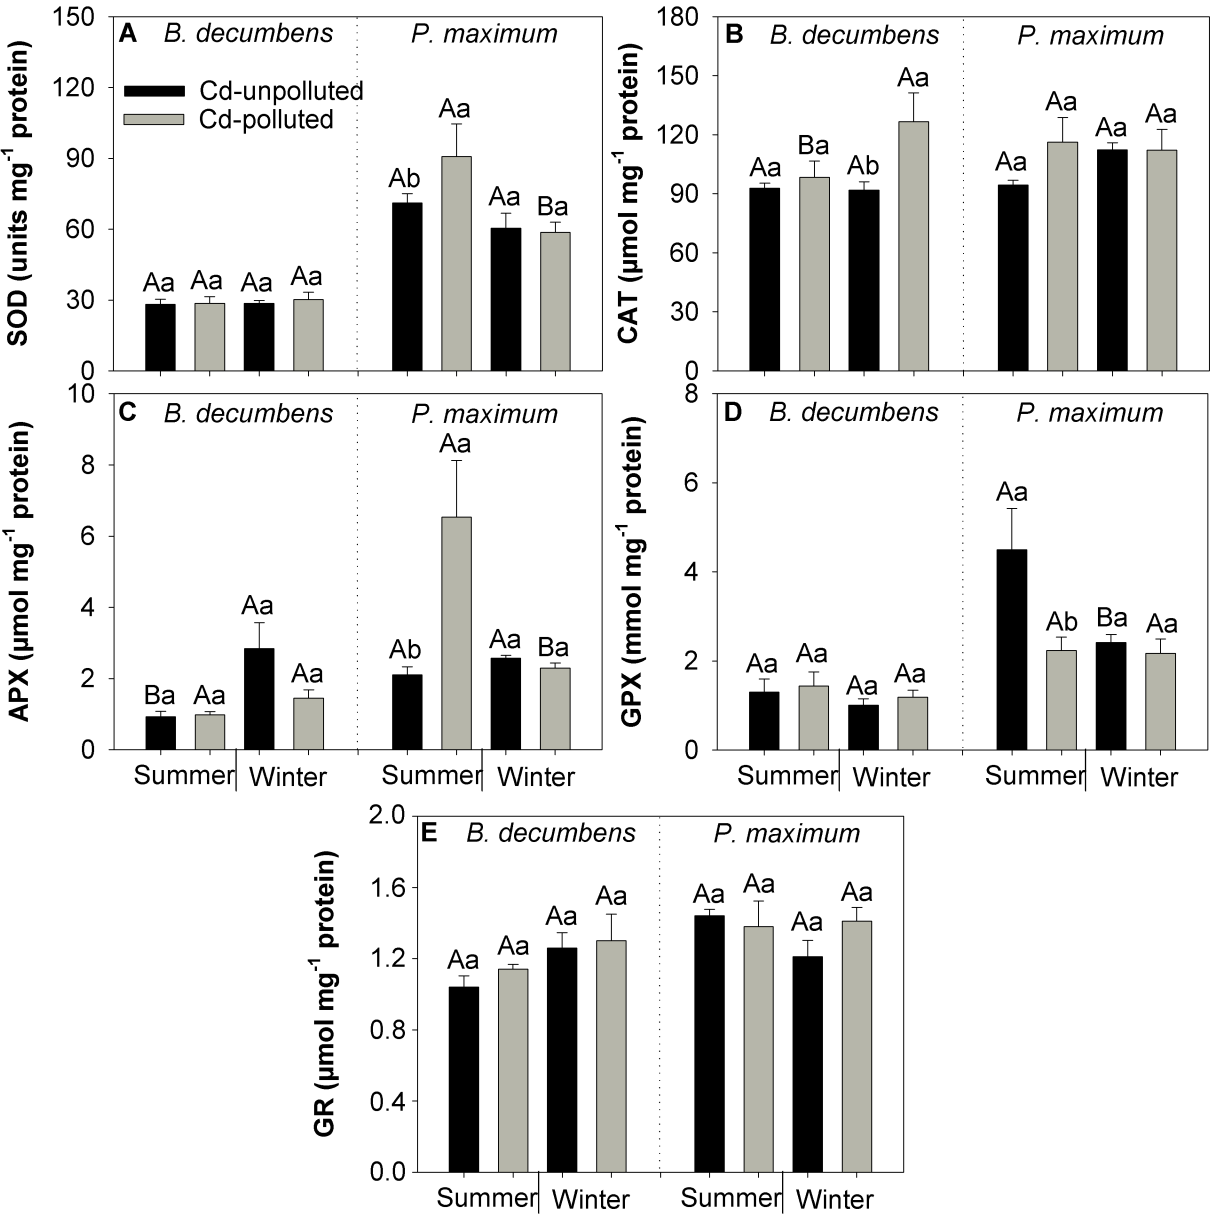 A B. decumbens P. maximum
SOD (units mg-1 protein)
150
120
90
60
30
0
Cd-unpolluted
Cd-polluted
Aa Aa Aa Aa Ab Aa Aa Ba
B B. decumbens P. maximum
CAT (µmol mg-1 protein)
180
150
120
90
60
30
0
Aa Ba Ab Aa Aa Aa Aa Aa
C B. decumbens P. maximum
APX (µmol mg-1 protein)
10
8
6
4
2
0
Ba Aa Aa Aa Ab Aa Aa Ba
Summer Winter Summer Winter
D B. decumbens P. maximum
GPX (mmol mg-1 protein)
8
6
4
2
0
Aa Aa Aa Aa Aa Ab Ba Aa
Summer Winter Summer Winter
E B. decumbens P. maximum
GR (µmol mg-1 protein)
2.0
1.6
1.2
0.8
0.4
0.0
Aa Aa Aa Aa Aa Aa Aa Aa
Summer Winter Summer Winter